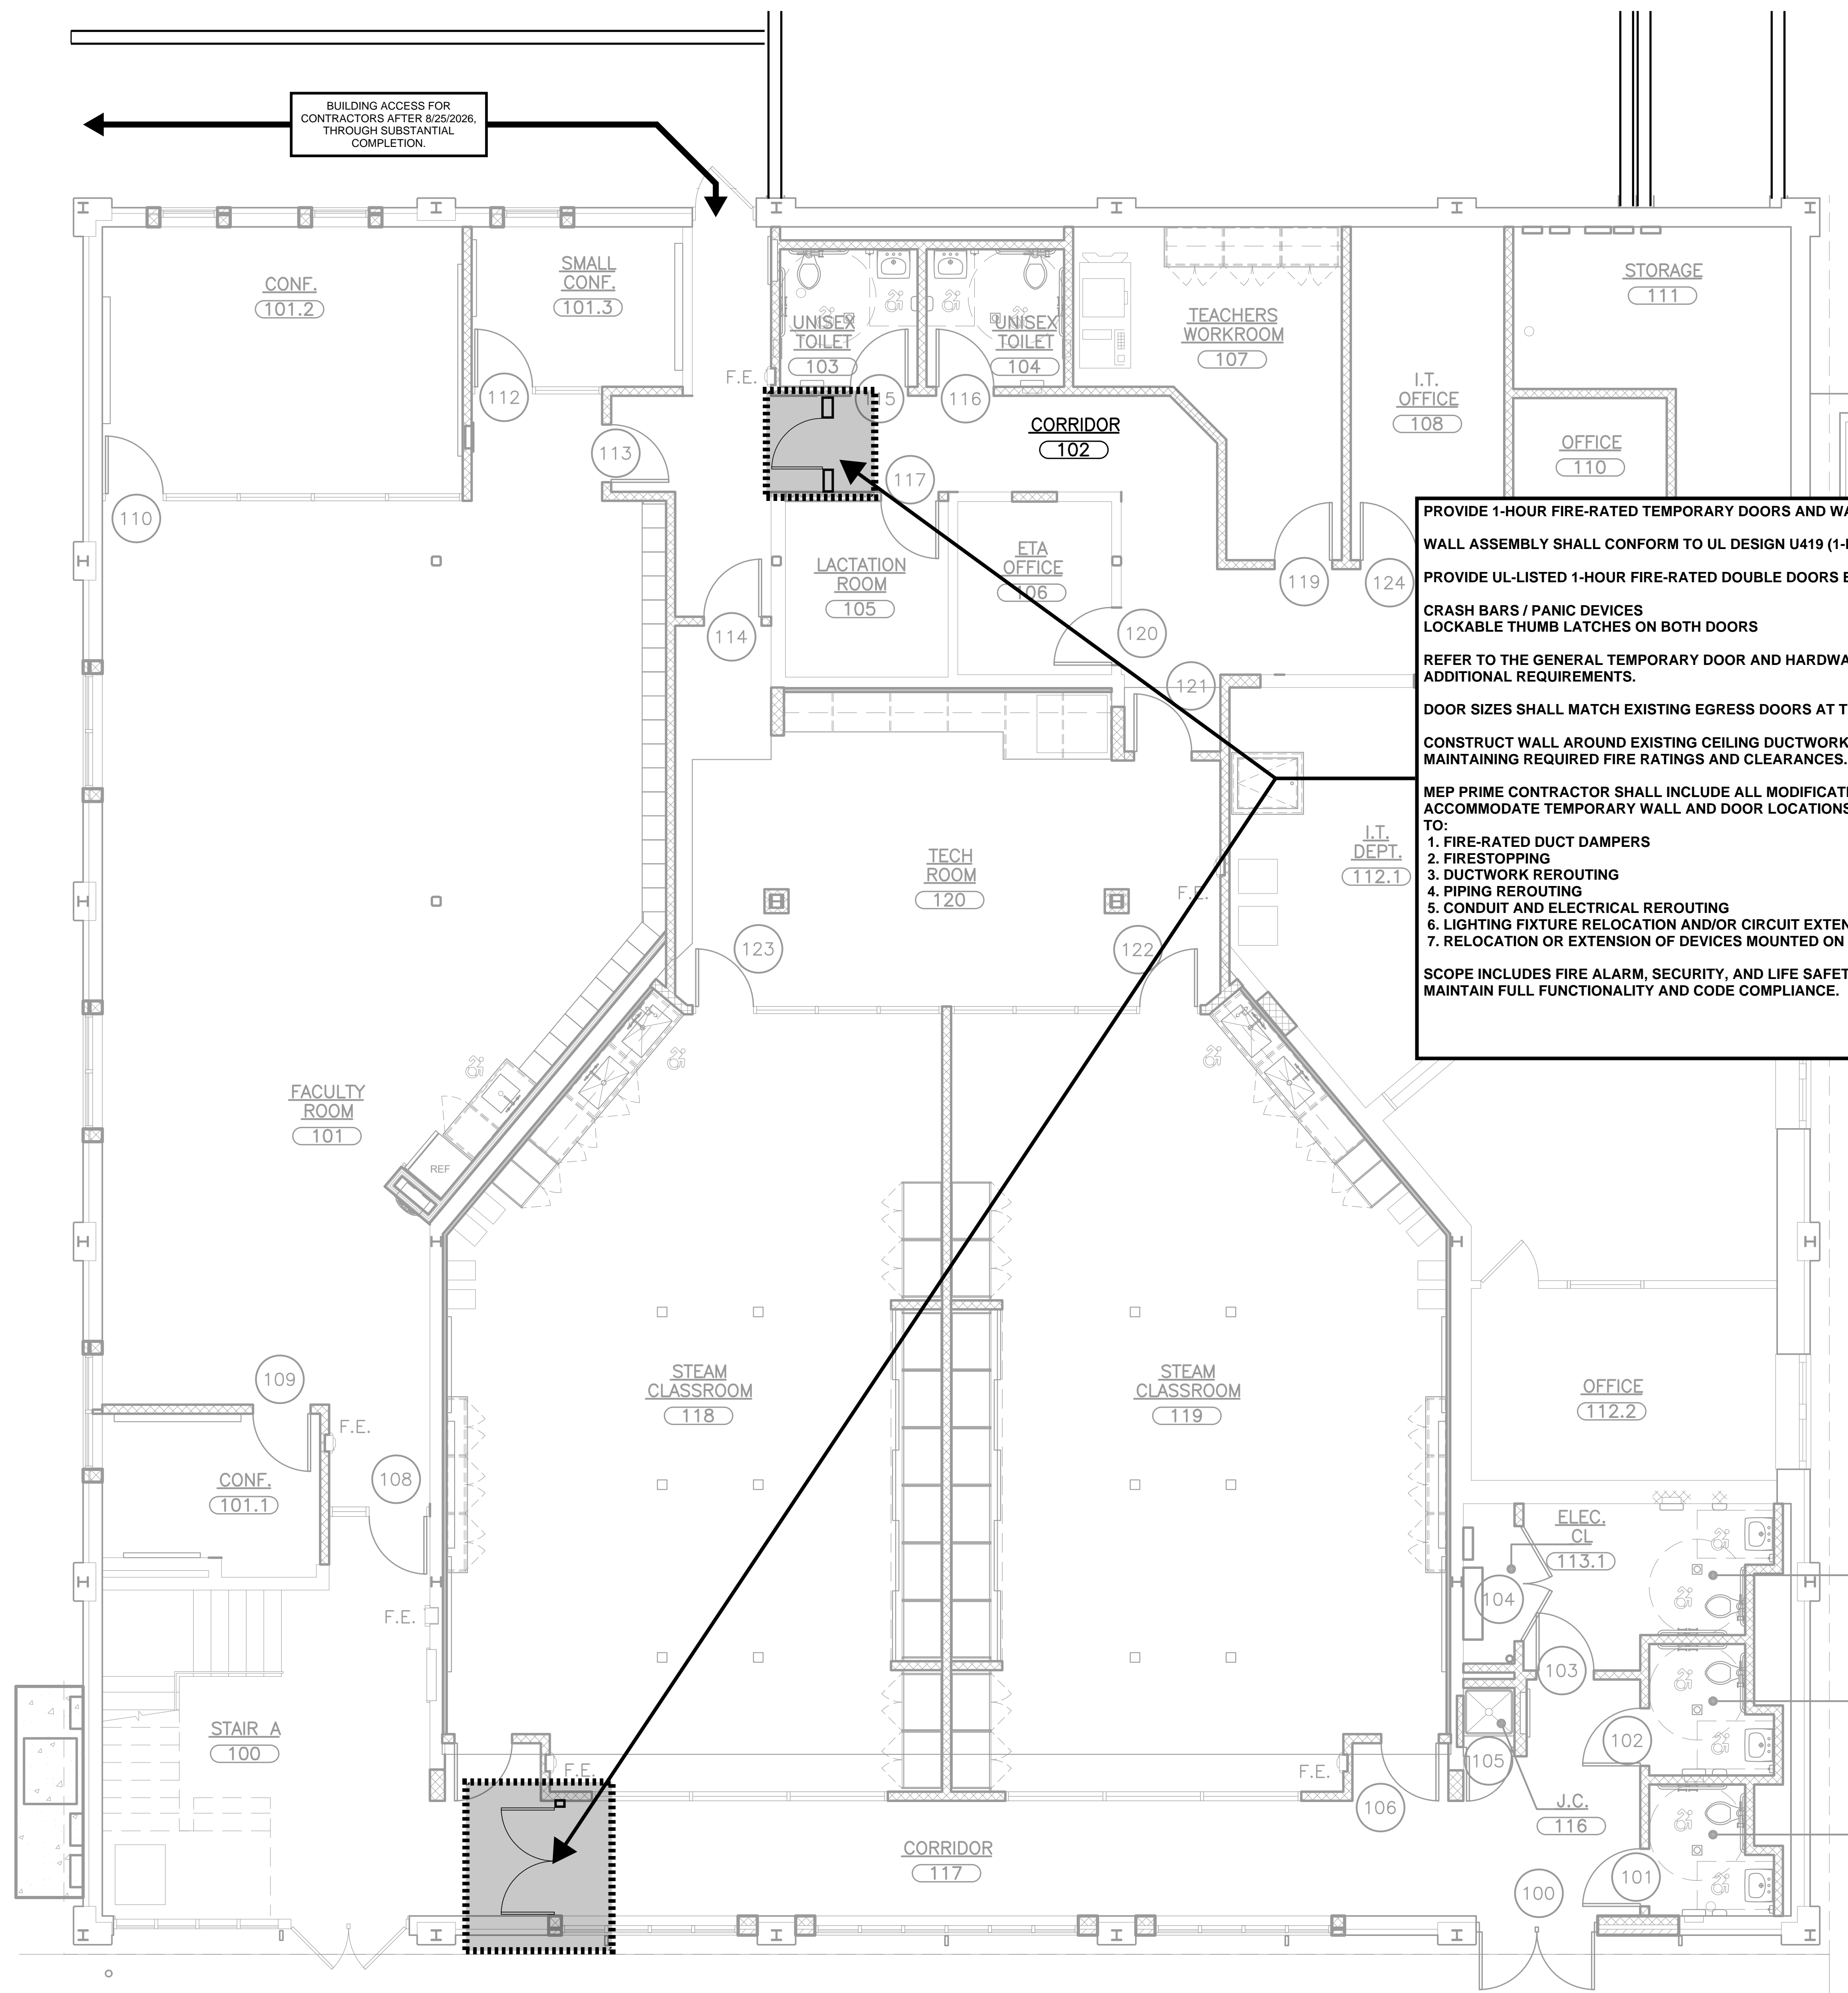 BUILDING ACCESS FOR
CONTRACTORS AFTER 8/25/2026,
THROUGH SUBSTANTIAL
COMPLETION.
CONF.
101.2
SMALL
CONF.
101.3
UNISEX
TOILET
103
UNISEX
TOILET
104
TEACHERS
WORKROOM
107
I.T.
OFFICE
108
STORAGE
111
OFFICE
110
F.E.
112
115
116
CORRIDOR
102
113
117
110
LACTATION
ROOM
105
ETA
OFFICE
106
119
124
114
120
121
PROVIDE 1-HOUR FIRE-RATED TEMPORARY DOORS AND WA
WALL ASSEMBLY SHALL CONFORM TO UL DESIGN U419 (1-
PROVIDE UL-LISTED 1-HOUR FIRE-RATED DOUBLE DOORS E
CRASH BARS / PANIC DEVICES
LOCKABLE THUMB LATCHES ON BOTH DOORS
REFER TO THE GENERAL TEMPORARY DOOR AND HARDWA
ADDITIONAL REQUIREMENTS.
DOOR SIZES SHALL MATCH EXISTING EGRESS DOORS AT T
CONSTRUCT WALL AROUND EXISTING CEILING DUCTWORK
MAINTAINING REQUIRED FIRE RATINGS AND CLEARANCES.
MEP PRIME CONTRACTOR SHALL INCLUDE ALL MODIFICATI
ACCOMMODATE TEMPORARY WALL AND DOOR LOCATIONS
TO:
1. FIRE-RATED DUCT DAMPERS
2. FIRESTOPPING
3. DUCTWORK REROUTING
4. PIPING REROUTING
5. CONDUIT AND ELECTRICAL REROUTING
6. LIGHTING FIXTURE RELOCATION AND/OR CIRCUIT EXTEN
7. RELOCATION OR EXTENSION OF DEVICES MOUNTED ON
SCOPE INCLUDES FIRE ALARM, SECURITY, AND LIFE SAFET
MAINTAIN FULL FUNCTIONALITY AND CODE COMPLIANCE.
I.T.
DEPT.
112.1
TECH
ROOM
120
F.E.
123
122
FACULTY
ROOM
101
REF
109
F.E.
CONF.
101.1
108
F.E.
STEAM
CLASSROOM
118
STEAM
CLASSROOM
119
OFFICE
112.2
ELEC.
CL
113.1
104
103
102
105
STAIR A
100
F.E.
F.E.
106
J.C.
116
CORRIDOR
117
101
100